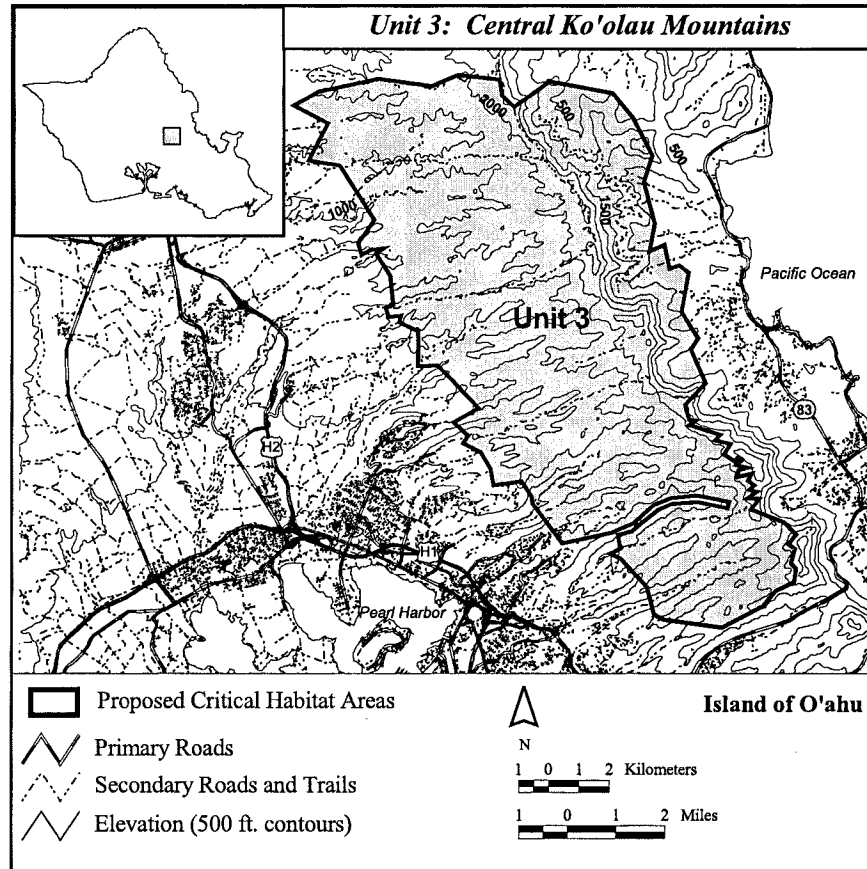 Unit 3: Central Ko'olau Mountains
2000
500
500
1000
1500
Pacific Ocean
Unit 3
83
H2
H1
Pearl Harbor
Proposed Critical Habitat Areas
Island of O'ahu
Primary Roads
N
Secondary Roads and Trails
1 0 1 2 Kilometers
Elevation (500 ft. contours)
1 0 1 2 Miles